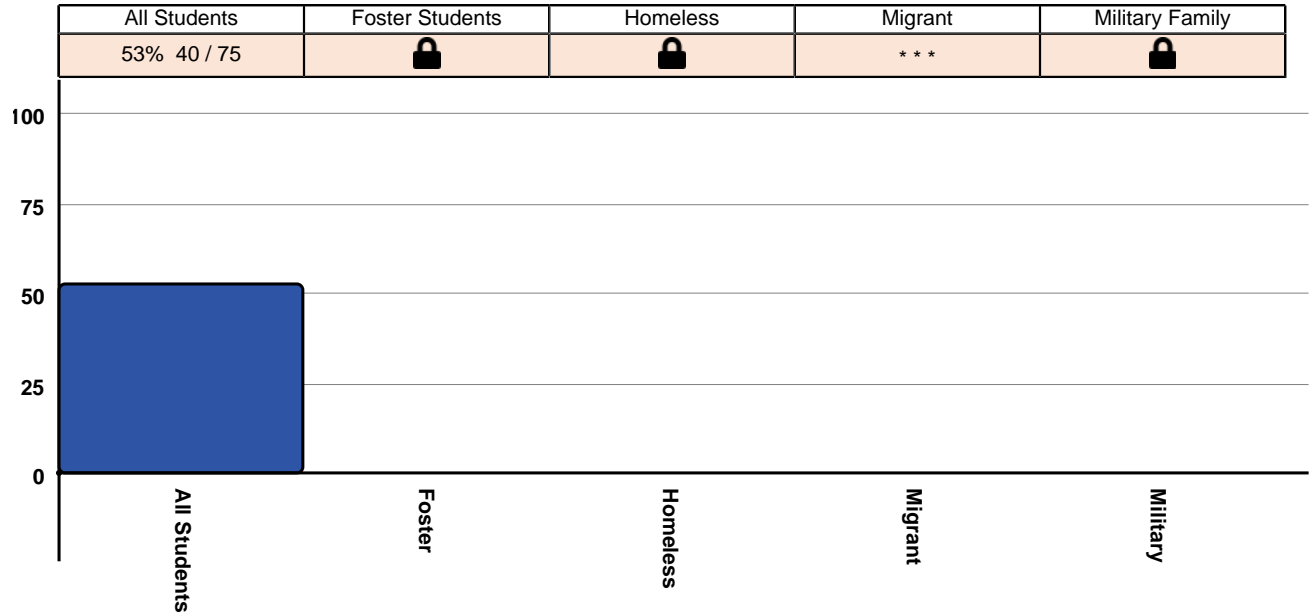 All Students Foster Students Homeless Migrant Military Family
53% 40 / 75 * * *
100
75
50
25
0
All Students
Foster
Homeless
Migrant
Military